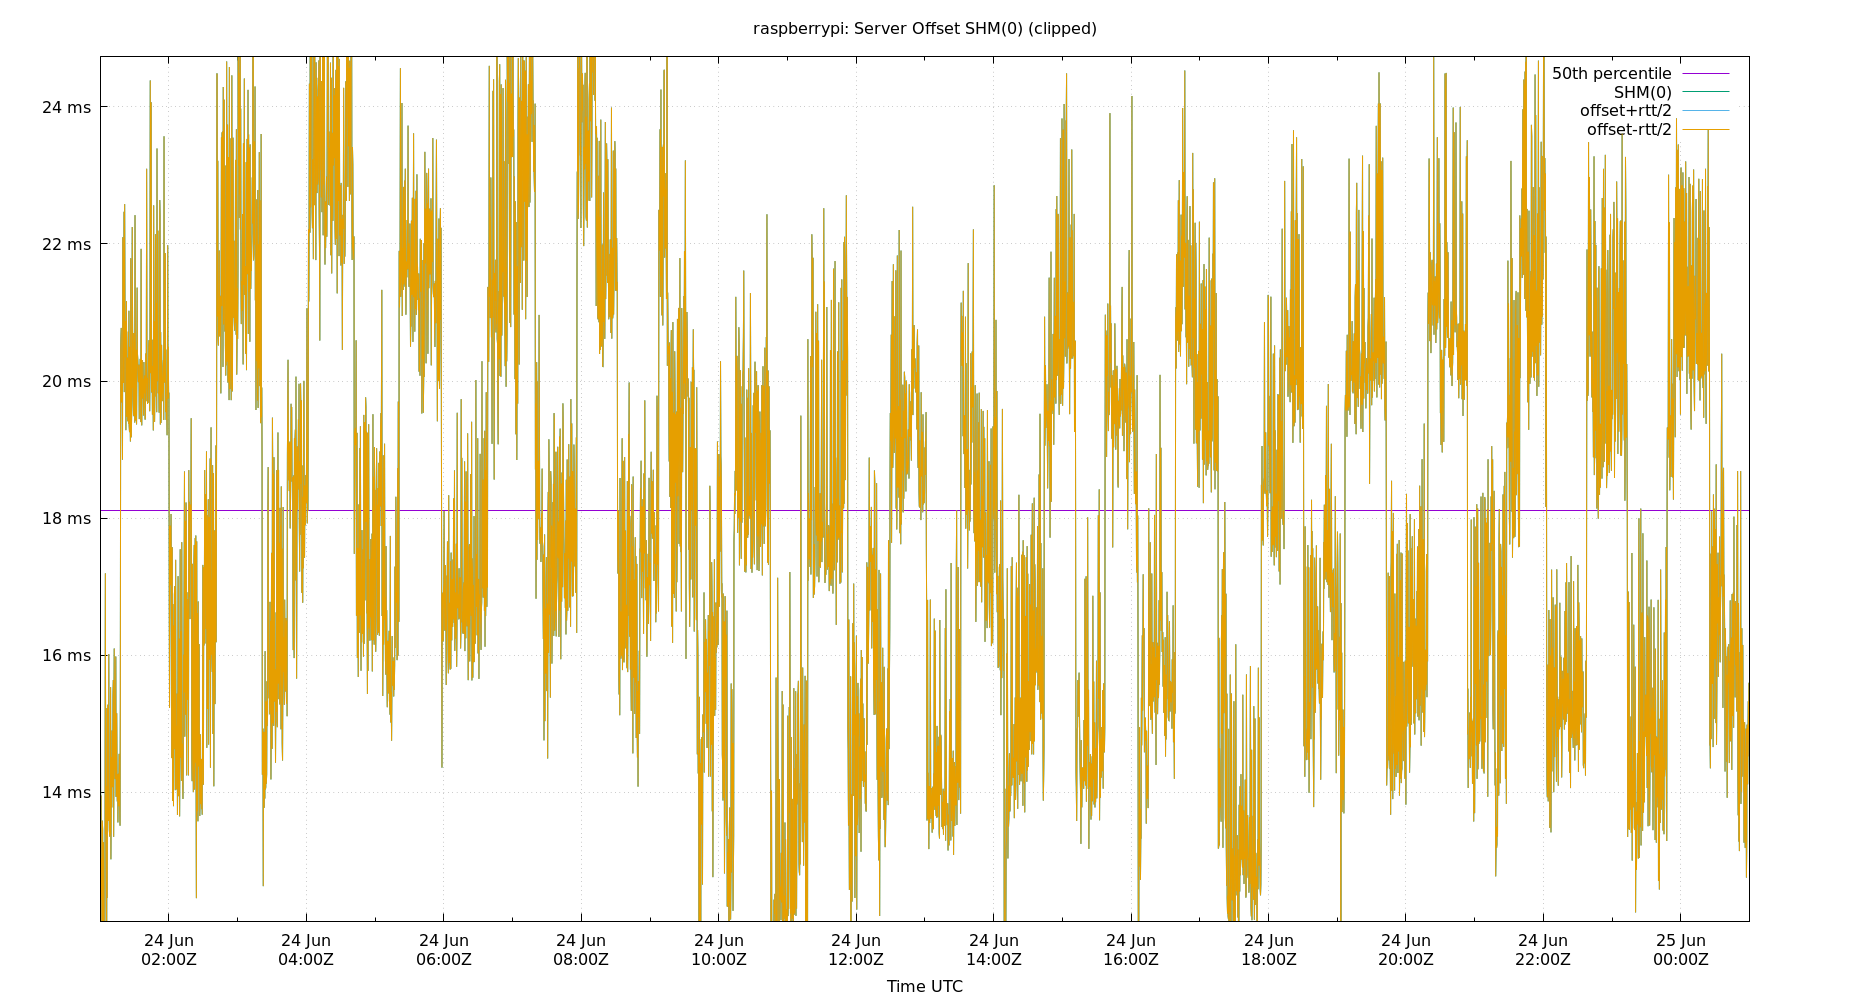 raspberrypi: Server Offset SHM(0) (clipped)
50th percentile
SHM(0)
offset+rtt/2
offset-rtt/2
24 ms
22 ms
20 ms
18 ms
16 ms
14 ms
24 Jun 24 Jun 24 Jun 24 Jun 24 Jun 24 Jun 24 Jun 24 Jun 24 Jun 24 Jun 24 Jun 25 Jun
02:00Z 04:00Z 06:00Z 08:00Z 10:00Z 12:00Z 14:00Z 16:00Z 18:00Z 20:00Z 22:00Z 00:00Z
Time UTC